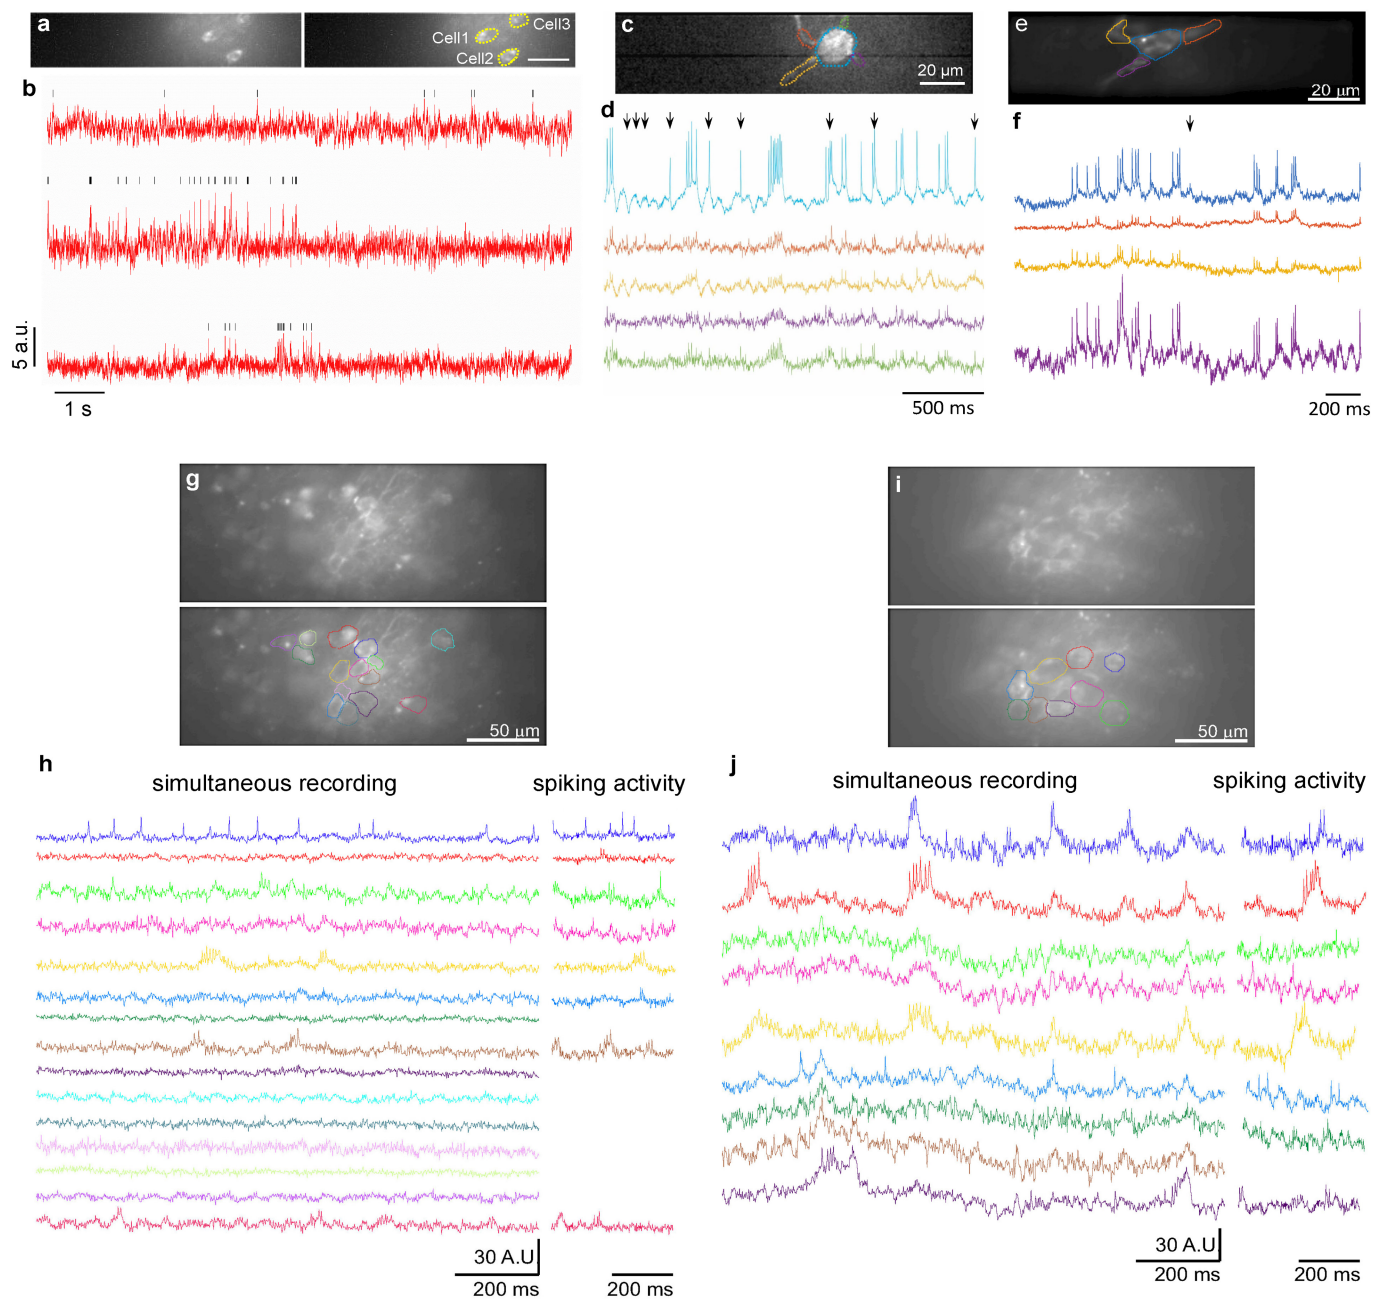 a
Cell3
Cell1
Cell2
b
5 a.u.
1 s
c
20 µm
d
500 ms
e
20 µm
f
200 ms
g
50 µm
h
simultaneous recording
spiking activity
30 A.U.
200 ms
200 ms
i
50 µm
j
simultaneous recording
spiking activity
30 A.U.
200 ms
200 ms